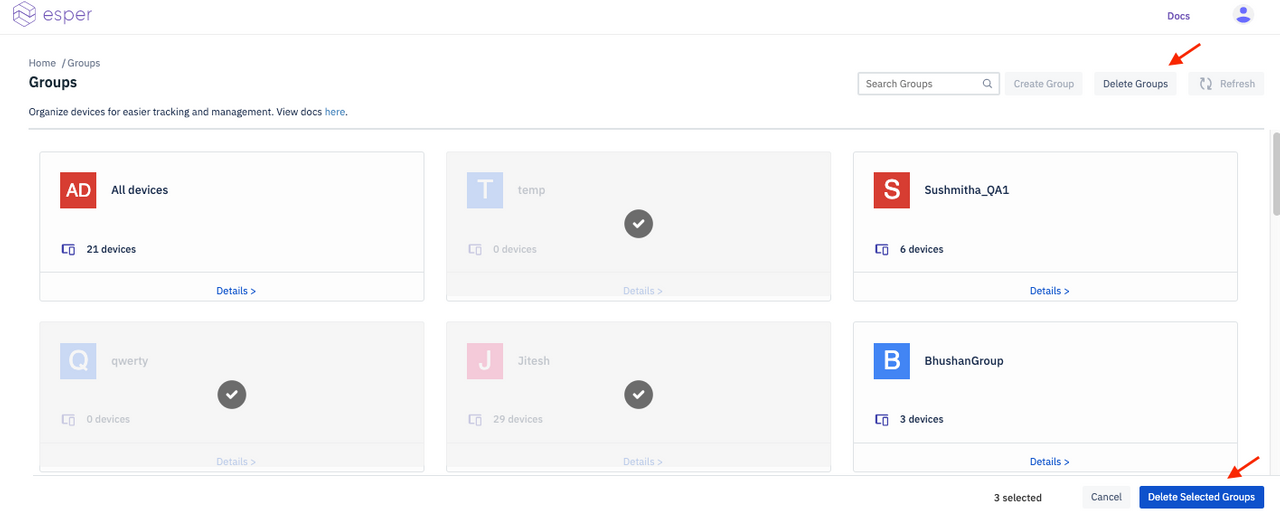 esper
Docs
Home / Groups
Groups
Search Groups
Create Group
Delete Groups
Refresh
Organize devices for easier tracking and management. View docs here.
AD All devices
21 devices
Details >
T temp
0 devices
Details >
S Sushmitha_QA1
6 devices
Details >
Q qwerty
0 devices
Details >
J Jitesh
29 devices
Details >
B BhushanGroup
3 devices
Details >
3 selected
Cancel
Delete Selected Groups